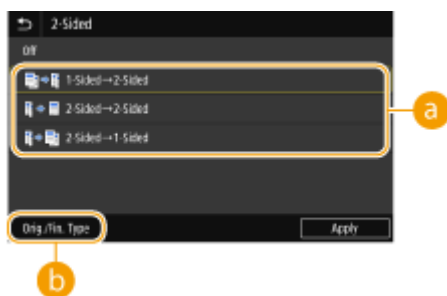 2-Sided
Off
1-Sided→2-Sided
2-Sided→2-Sided
2-Sided→1-Sided
a
Orig./Fin. Type
Apply
b